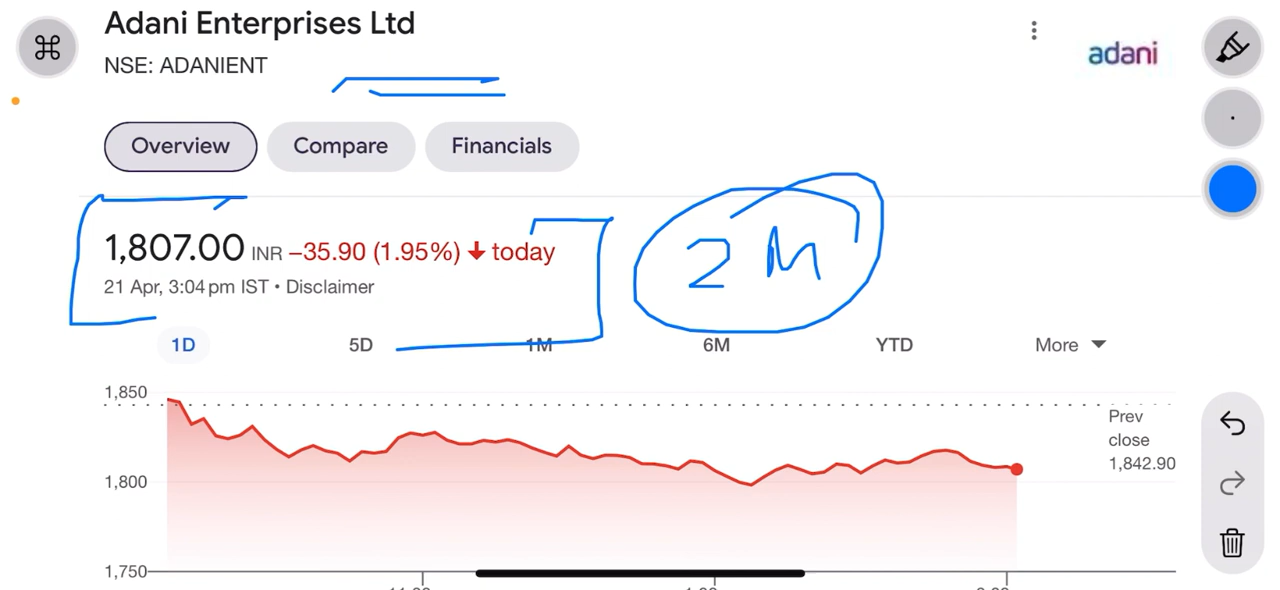 Adani Enterprises Ltd
NSE: ADANIENT
adani
Overview Compare Financials
1,807.00 INR −35.90 (1.95%) ↓ today
21 Apr, 3:04 pm IST • Disclaimer
2 M
1D 5D 1M 6M YTD More
1,850
Prev
close
1,842.90
1,800
1,750